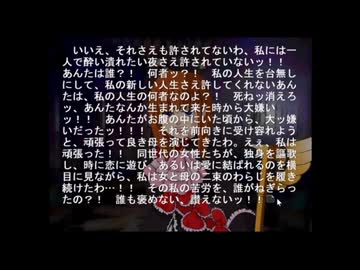 いいえ、それさえも許されてないわ、私には一
人で酔い潰れたい夜さえ許されていないッ！！
あんたは誰？！　何者ッ？！　私の人生を台無し
にして、私の新しい人生さえ許してくれないあん
たは、私の人生の何者なのよ？！　死ねッ消えろ
ッ、あんたなんか生まれて来た時から大嫌い
ッ！！　あんたがお腹の中にいた頃から、大ッ嫌
いだったッ！！！　それを前向きに受け容れよう
と、頑張って良き母を演じてきたわ。えぇ、私は
頑張った！！　同世代の女性たちが、独身を謳歌
し、時に恋に遊び、あるいは愛に結ばれるのを横
目に見ながら、私は女と母の二束のわらじを履き
続けたわ…！！　その私の苦労を、誰がねぎらっ
たの？！　誰も褒めない、讃えないッ！！